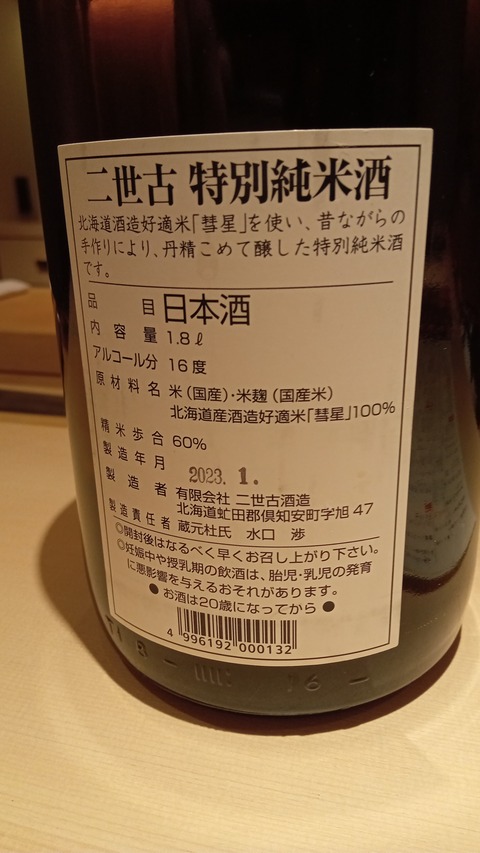 二世古 特別純米酒
北海道酒造好適米「彗星」を使い、昔ながらの
手作りにより、丹精こめて醸した特別純米酒
です。
品目 日本酒
内容量 1.8ℓ
アルコール分 16度
原材料名 米(国産)・米麹(国産米)
北海道産酒造好適米「彗星」100%
精米歩合 60%
製造年月 2023. 1.
製造者 有限会社 二世古酒造
北海道虻田郡倶知安町字旭47
製造責任者 蔵元杜氏 水口 渉
◎開封後はなるべく早くお召し上がり下さい。
◎妊娠中や授乳期の飲酒は、胎児・乳児の発育
に悪影響を与えるおそれがあります。
●お酒は20歳になってから●
4 996192 000132